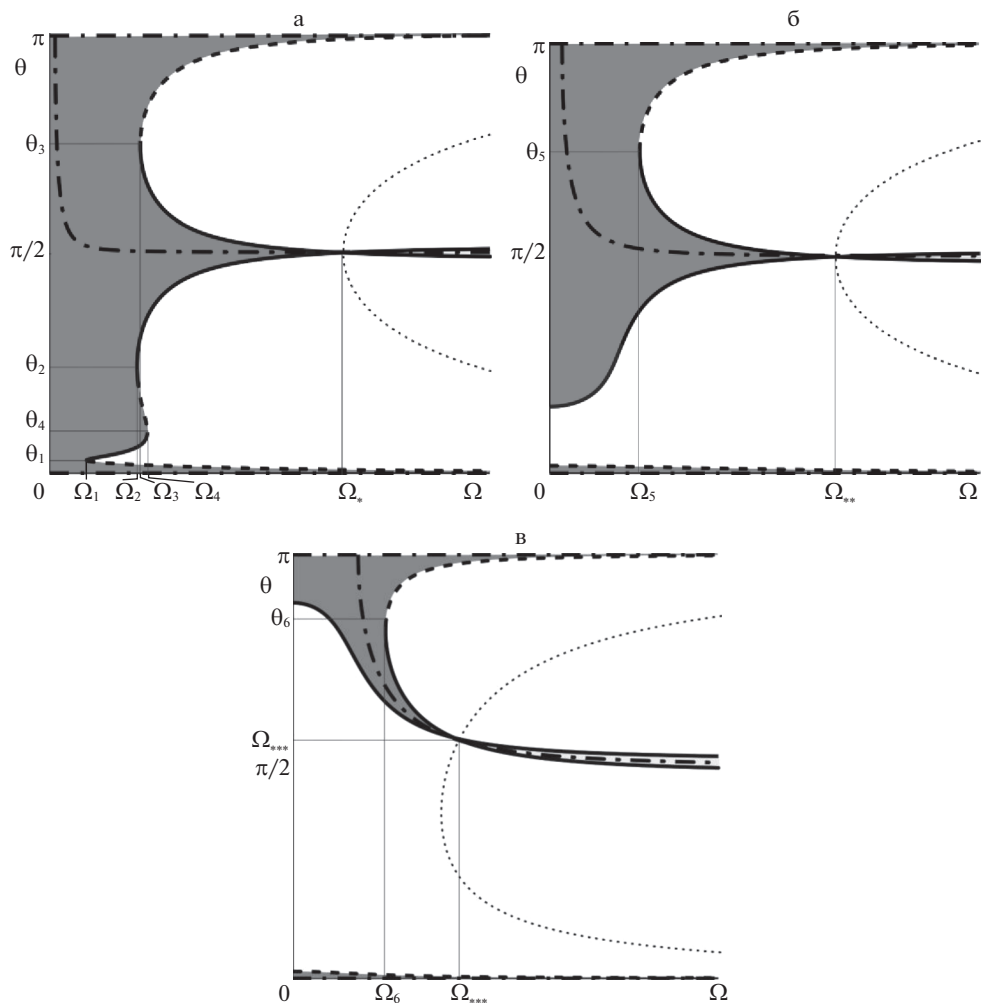 а
π
θ
θ₃
π/2
θ₂
θ₄
θ₁
0 Ω₁ Ω₂ Ω₃ Ω₄ Ω* Ω
б
π
θ
θ₅
π/2
0 Ω₅ Ω** Ω
в
π
θ
θ₆
Ω***
π/2
0 Ω₆ Ω*** Ω